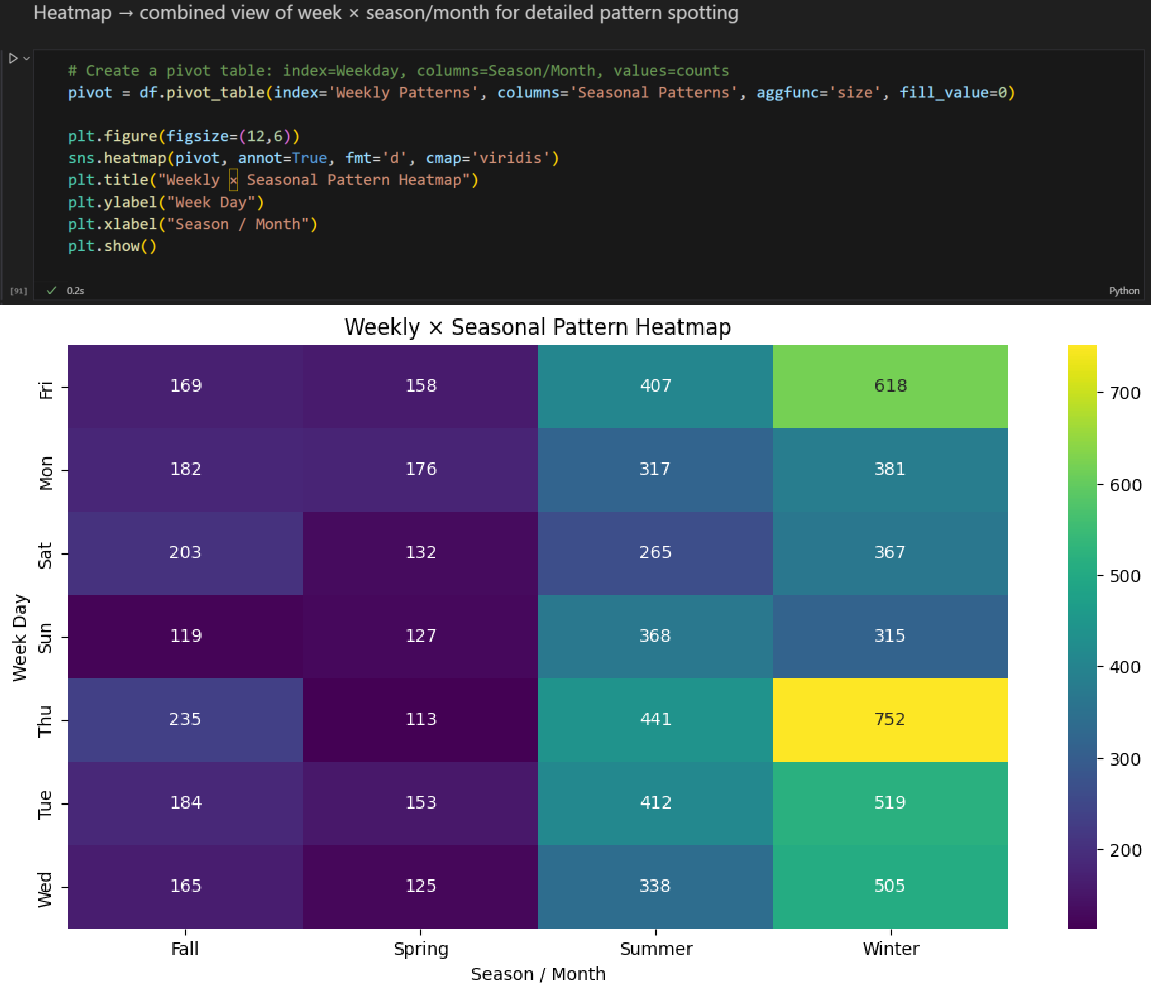 Heatmap → combined view of week × season/month for detailed pattern spotting
# Create a pivot table: index=Weekday, columns=Season/Month, values=counts
pivot = df.pivot_table(index='Weekly Patterns', columns='Seasonal Patterns', aggfunc='size', fill_value=0)
plt.figure(figsize=(12,6))
sns.heatmap(pivot, annot=True, fmt='d', cmap='viridis')
plt.title("Weekly × Seasonal Pattern Heatmap")
plt.ylabel("Week Day")
plt.xlabel("Season / Month")
plt.show()
[91] ✓ 0.2s Python
Weekly × Seasonal Pattern Heatmap
Week Day
Fri 169 158 407 618
Mon 182 176 317 381
Sat 203 132 265 367
Sun 119 127 368 315
Thu 235 113 441 752
Tue 184 153 412 519
Wed 165 125 338 505
Fall Spring Summer Winter
Season / Month
700
600
500
400
300
200